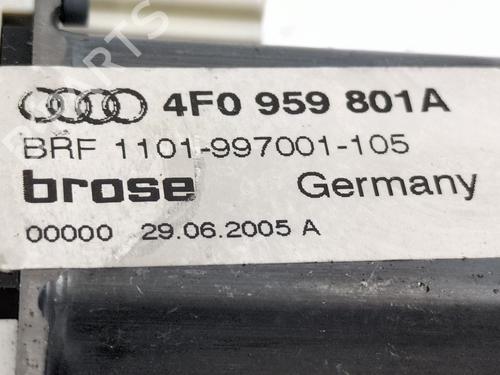 4F0 959 801A
BRF 1101-997001-105
brose Germany
00000 29.06.2005 A